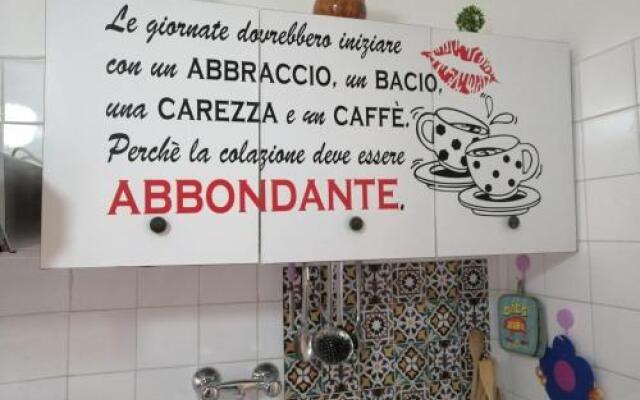 Le giornate dovrebbero iniziare
con un ABBRACCIO, un BACIO,
una CAREZZA e un CAFFÈ.
Perchè la colazione deve essere
ABBONDANTE.